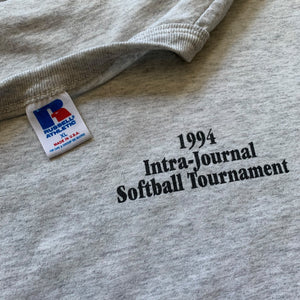 RUSSELL
ATHLETIC
XL
MADE IN U.S.A.
1994
Intra-Journal
Softball Tournament